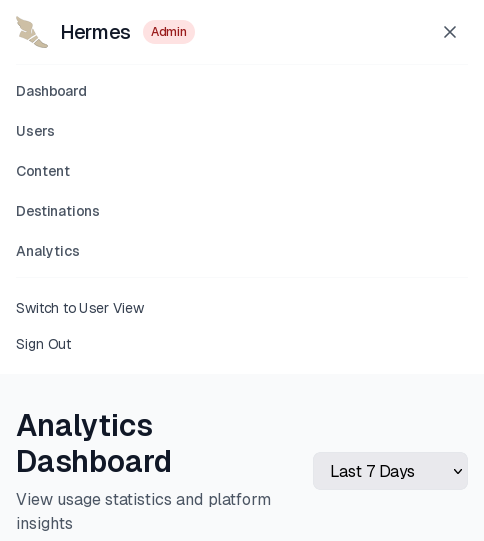 Hermes Admin
Dashboard
Users
Content
Destinations
Analytics
Switch to User View
Sign Out
Analytics
Dashboard
Last 7 Days
View usage statistics and platform
insights